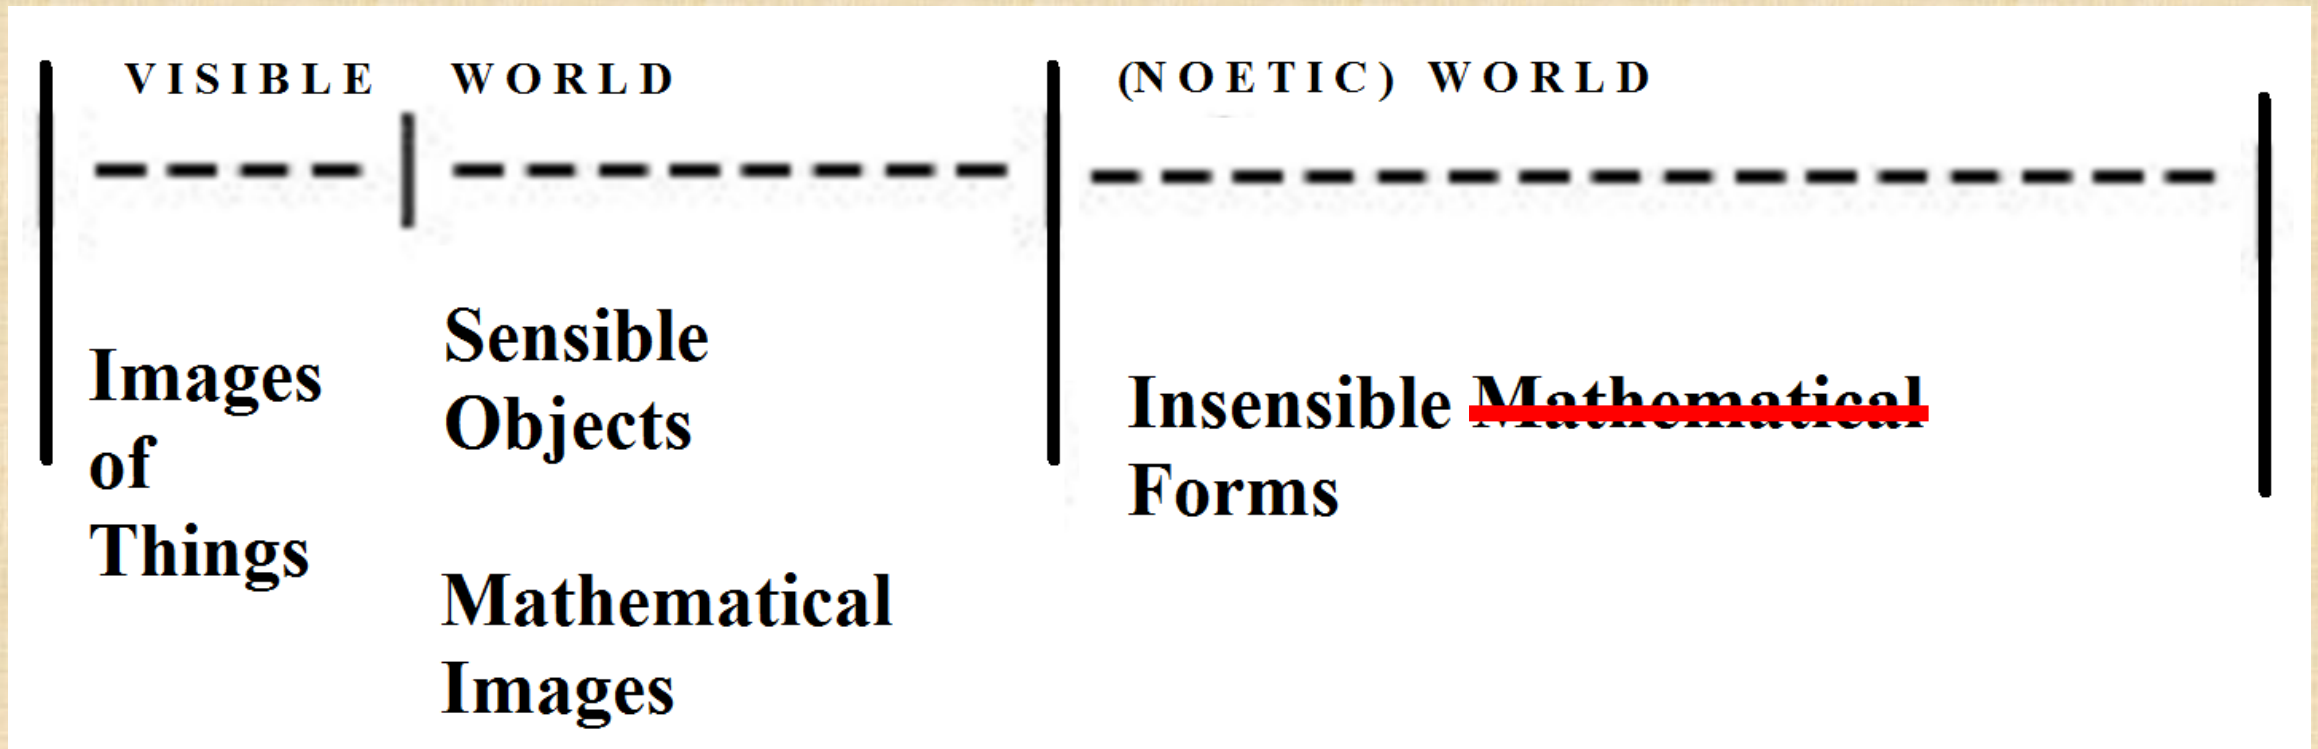 VISIBLE WORLD
(NOETIC) WORLD
Images
of
Things
Sensible
Objects
Mathematical
Images
Insensible Mathematical
Forms